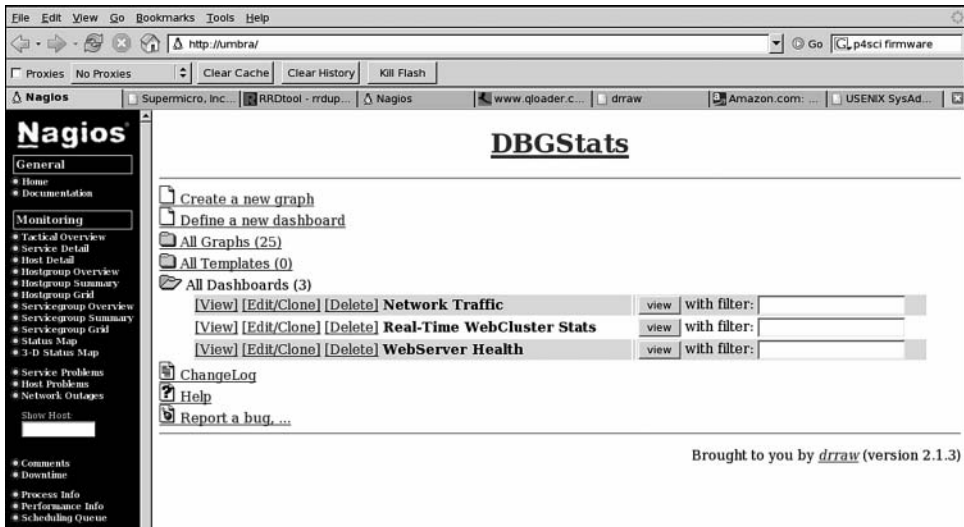 File Edit View Go Bookmarks Tools Help
http://umbra/ Go p4sci firmware
Proxies No Proxies Clear Cache Clear History Kill Flash
Nagios Supermicro, Inc... RRDtool - rrdup... Nagios www.qloader.c... drraw Amazon.com: ... USENIX SysAd...
Nagios
General
Home
Documentation
Monitoring
Tactical Overview
Service Detail
Host Detail
Hostgroup Overview
Hostgroup Summary
Hostgroup Grid
Servicegroup Overview
Servicegroup Summary
Servicegroup Grid
Status Map
3-D Status Map
Service Problems
Host Problems
Network Outages
Show Host:
Comments
Downtime
Process Info
Performance Info
Scheduling Queue
DBGStats
Create a new graph
Define a new dashboard
All Graphs (25)
All Templates (0)
All Dashboards (3)
[View] [Edit/Clone] [Delete] Network Traffic view with filter:
[View] [Edit/Clone] [Delete] Real-Time WebCluster Stats view with filter:
[View] [Edit/Clone] [Delete] WebServer Health view with filter:
ChangeLog
Help
Report a bug, ...
Brought to you by drraw (version 2.1.3)